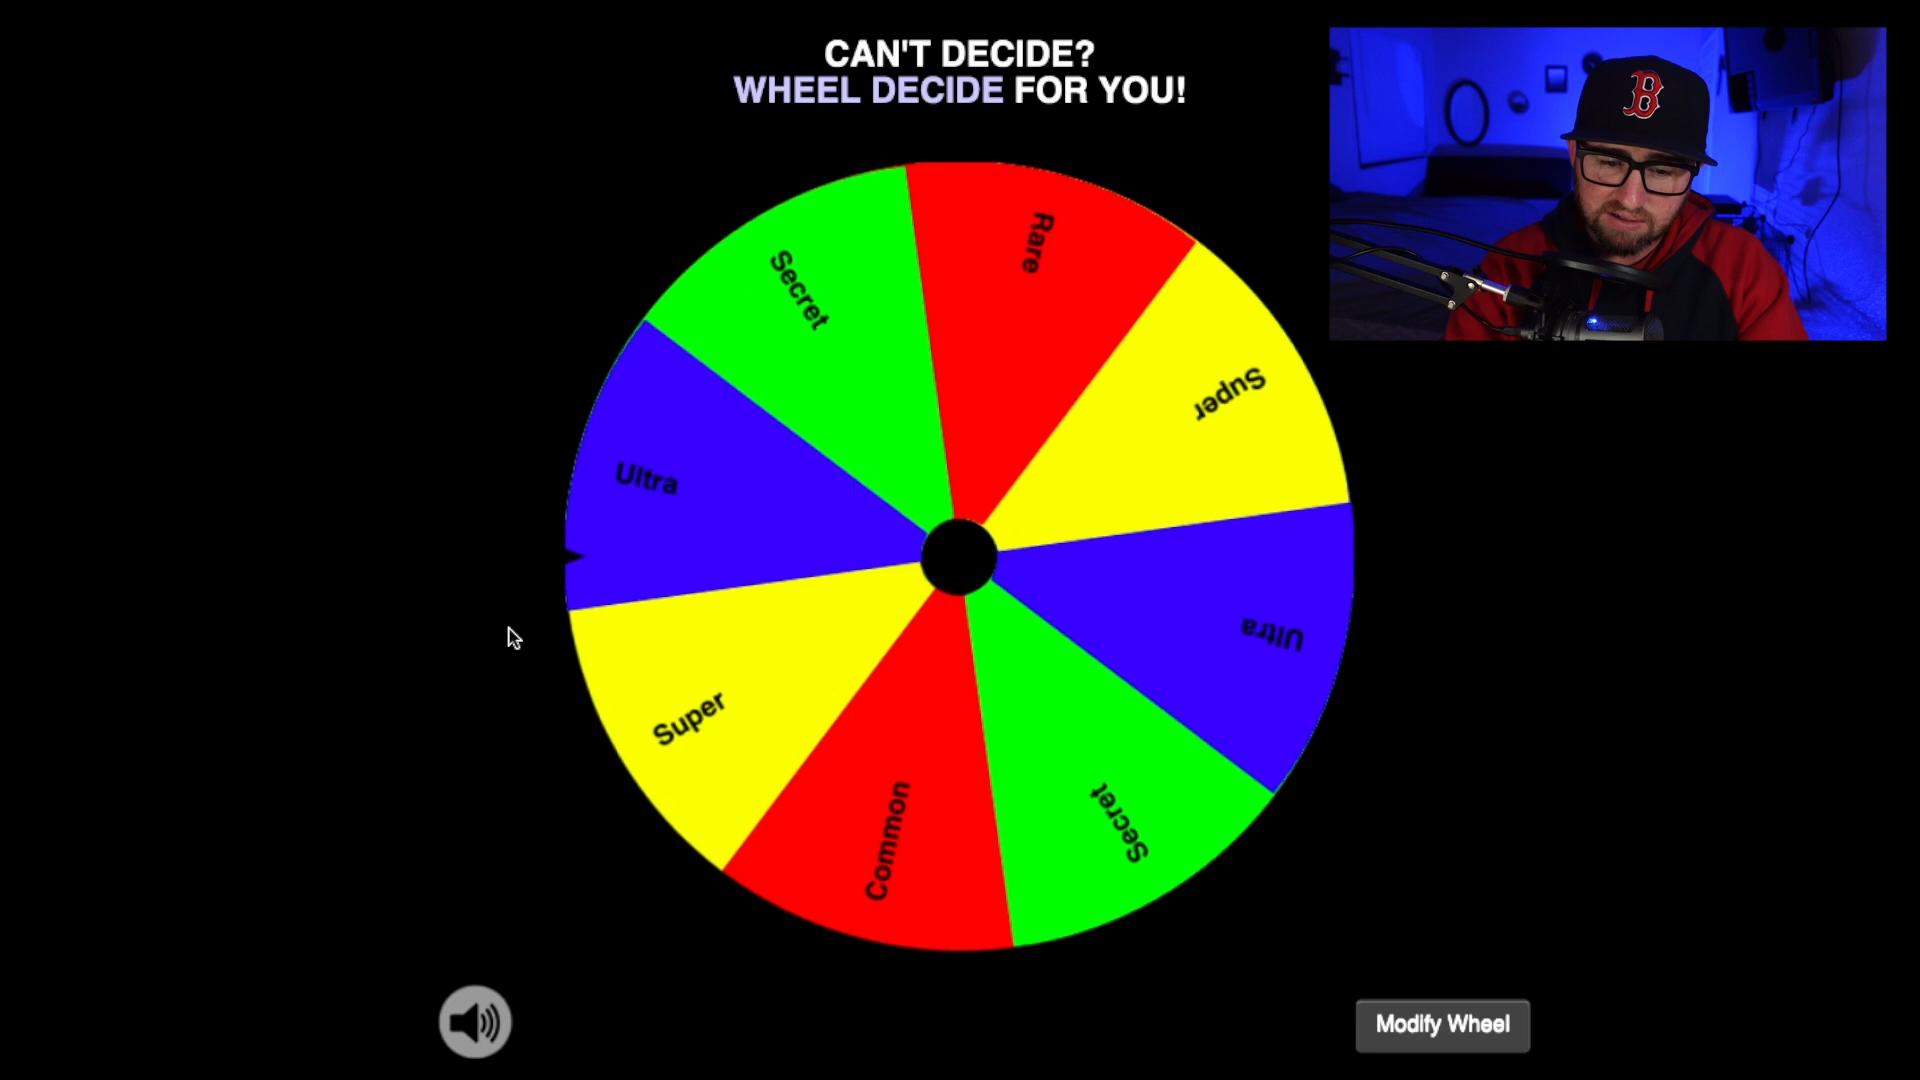 CAN'T DECIDE?
WHEEL DECIDE FOR YOU!
B
Rare
Secret
Super
Ultra
Ultra
Super
Secret
Common
Modify Wheel